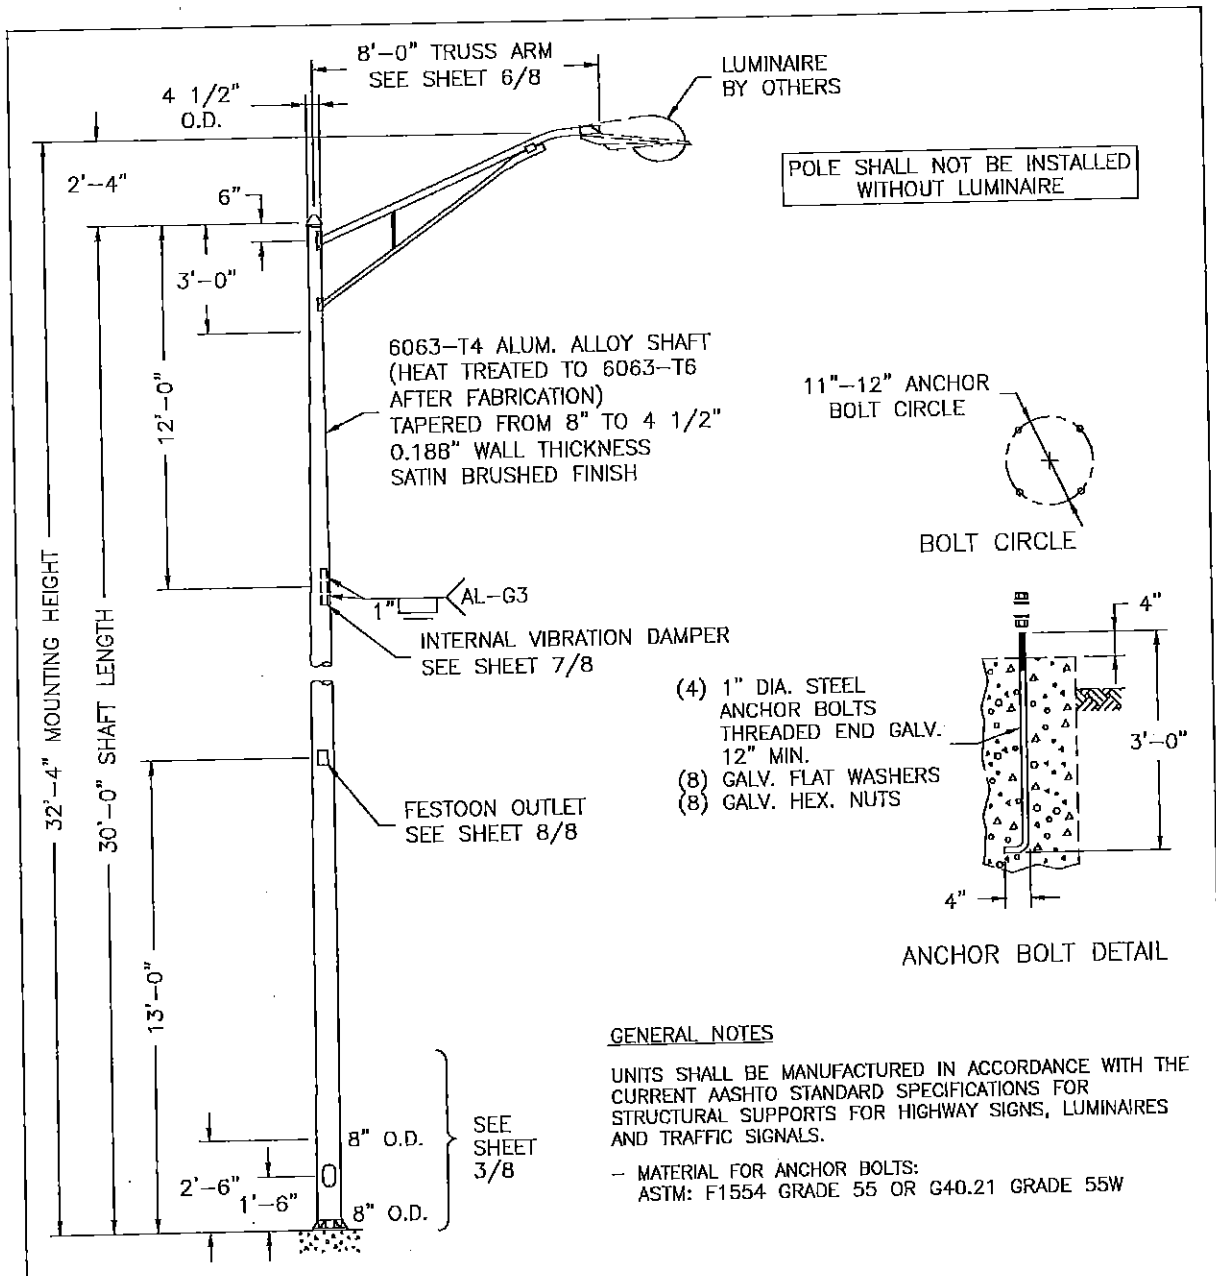 8'-0" TRUSS ARM
SEE SHEET 6/8
LUMINAIRE
BY OTHERS
4 1/2"
O.D.
2'-4"
6"
3'-0"
POLE SHALL NOT BE INSTALLED
WITHOUT LUMINAIRE
6063-T4 ALUM. ALLOY SHAFT
(HEAT TREATED TO 6063-T6
AFTER FABRICATION)
TAPERED FROM 8" TO 4 1/2"
0.188" WALL THICKNESS
SATIN BRUSHED FINISH
12'-0"
11"-12" ANCHOR
BOLT CIRCLE
BOLT CIRCLE
1"
AL-G3
INTERNAL VIBRATION DAMPER
SEE SHEET 7/8
32'-4" MOUNTING HEIGHT
30'-0" SHAFT LENGTH
4"
(4) 1" DIA. STEEL
ANCHOR BOLTS
THREADED END GALV.
12" MIN.
(8) GALV. FLAT WASHERS
(8) GALV. HEX. NUTS
3'-0"
4"
ANCHOR BOLT DETAIL
FESTOON OUTLET
SEE SHEET 8/8
13'-0"
8" O.D.
SEE
SHEET
3/8
2'-6"
1'-6"
8" O.D.
GENERAL NOTES
UNITS SHALL BE MANUFACTURED IN ACCORDANCE WITH THE
CURRENT AASHTO STANDARD SPECIFICATIONS FOR
STRUCTURAL SUPPORTS FOR HIGHWAY SIGNS, LUMINAIRES
AND TRAFFIC SIGNALS.
- MATERIAL FOR ANCHOR BOLTS:
ASTM: F1554 GRADE 55 OR G40.21 GRADE 55W